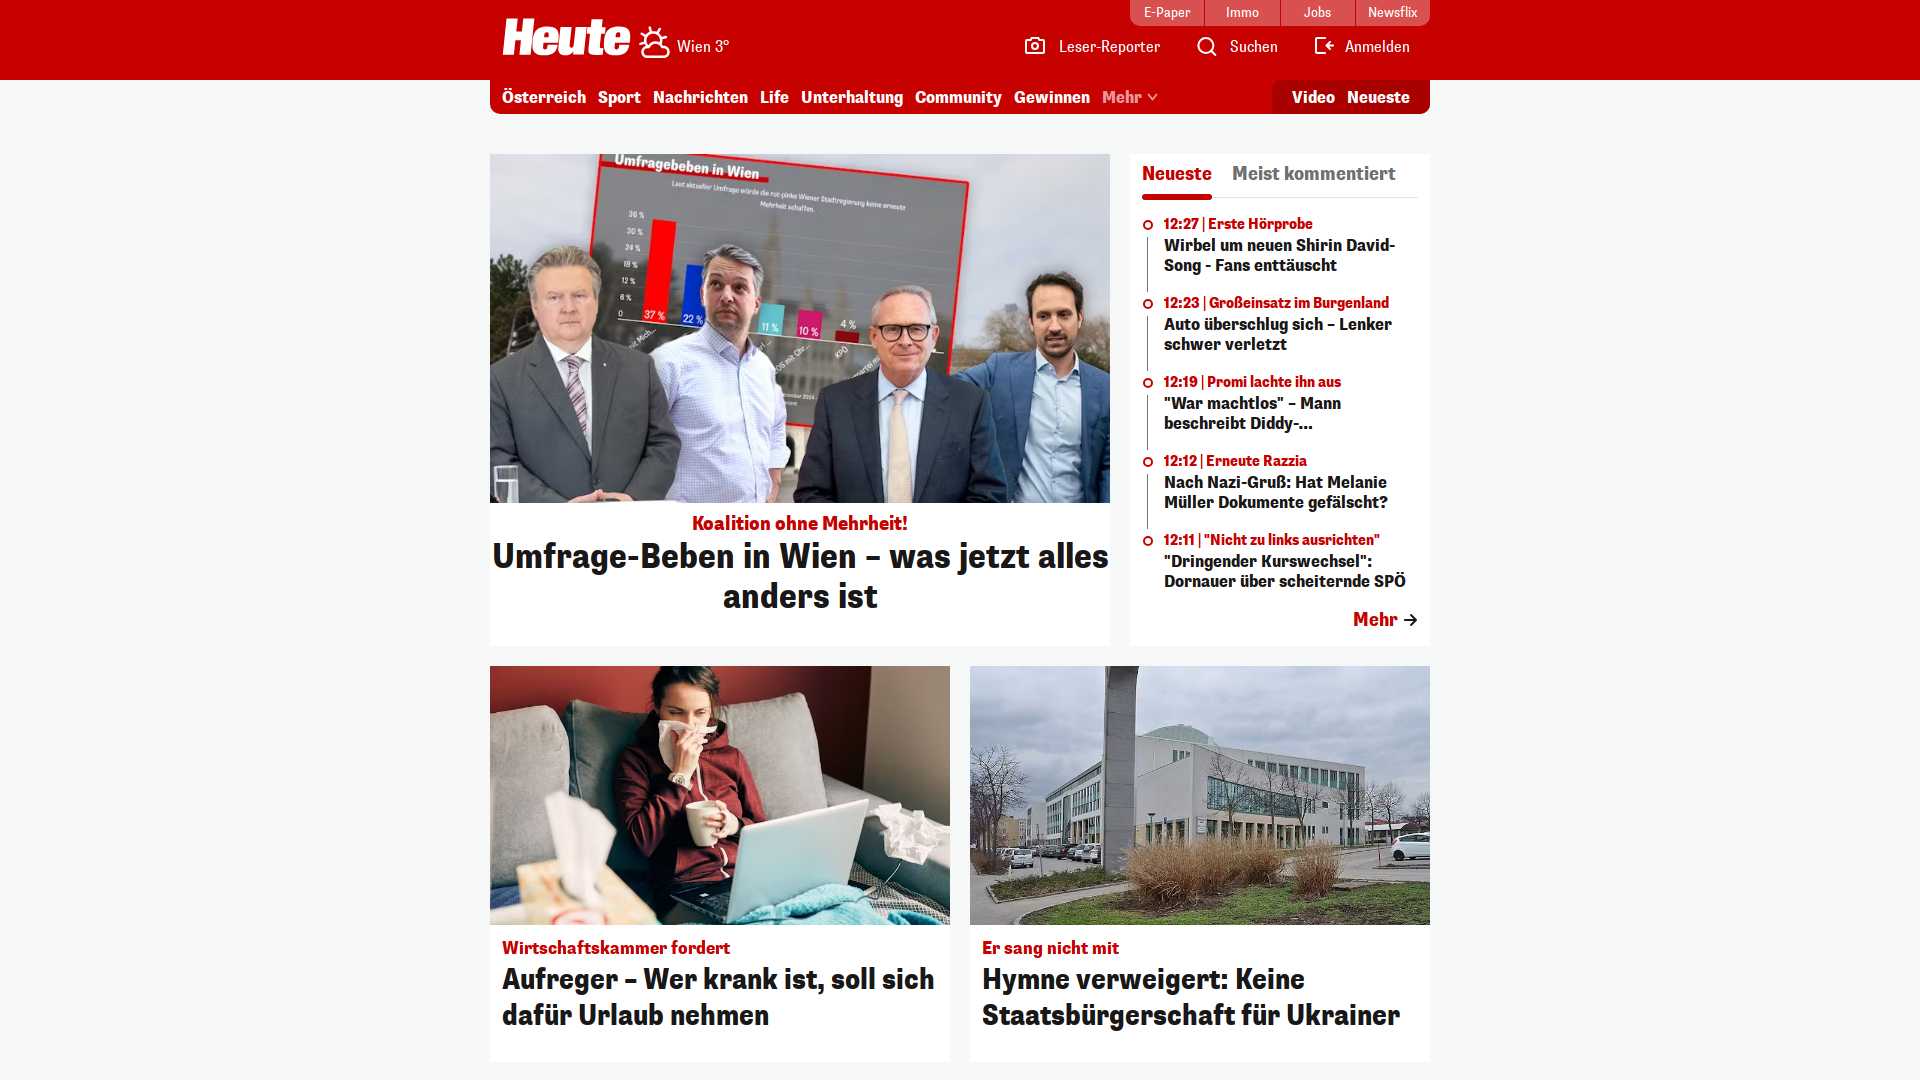 E-Paper
Immo
Jobs
Newsflix
Heute
Wien 3°
Leser-Reporter
Suchen
Anmelden
Österreich
Sport
Nachrichten
Life
Unterhaltung
Community
Gewinnen
Mehr
Video
Neueste
Umfragebeben in Wien
Laut aktueller Umfrage würde die rot-pinke Wiener Stadtregierung keine erneute
Mehrheit schaffen.
36 %
30 %
24 %
18 %
12 %
6 %
0
37 %
22 %
11 %
10 %
4 %
KPÖ
Koalition ohne Mehrheit!
Umfrage-Beben in Wien – was jetzt alles
anders ist
Neueste
Meist kommentiert
12:27 | Erste Hörprobe
Wirbel um neuen Shirin David-
Song - Fans enttäuscht
12:23 | Großeinsatz im Burgenland
Auto überschlug sich – Lenker
schwer verletzt
12:19 | Promi lachte ihn aus
"War machtlos" – Mann
beschreibt Diddy-...
12:12 | Erneute Razzia
Nach Nazi-Gruß: Hat Melanie
Müller Dokumente gefälscht?
12:11 | "Nicht zu links ausrichten"
"Dringender Kurswechsel":
Dornauer über scheiternde SPÖ
Mehr
Wirtschaftskammer fordert
Aufreger – Wer krank ist, soll sich
dafür Urlaub nehmen
Er sang nicht mit
Hymne verweigert: Keine
Staatsbürgerschaft für Ukrainer